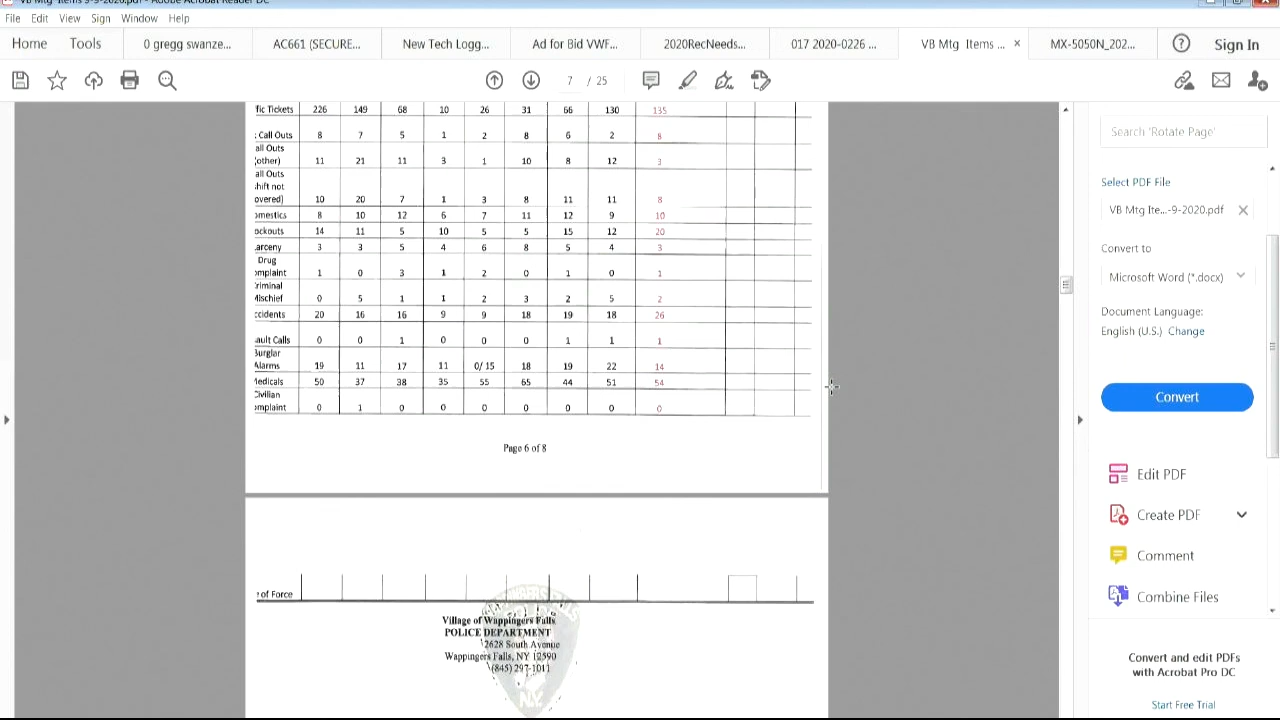 VB Mtg Items 9-9-2020.pdf - Adobe Acrobat Reader DC
File Edit View Sign Window Help
Home Tools 0 gregg swanze... AC661 (SECURE... New Tech Logg... Ad for Bid VWF... 2020RecNeeds... 017 2020-0226 ... VB Mtg Items ... × MX-5050N_202... Sign In
7 / 25
fic Tickets 226 149 68 10 26 31 66 130 135
: Call Outs 8 7 5 1 2 8 6 2 8
all Outs
(other) 11 21 11 3 1 10 8 12 3
all Outs
hift not
overed) 10 20 7 1 3 8 11 11 8
omestics 8 10 12 6 7 11 12 9 10
ockouts 14 11 5 10 5 5 15 12 20
arceny 3 3 5 4 6 8 5 4 3
Drug
omplaint 1 0 3 1 2 0 1 0 1
riminal
Mischief 0 5 1 1 2 3 2 5 2
ccidents 20 16 16 9 9 18 19 18 26
ault Calls 0 0 1 0 0 0 1 1 1
Burglar
Alarms 19 11 17 11 0/ 15 18 19 22 14
Medicals 50 37 38 35 55 65 44 51 54
Civilian
omplaint 0 1 0 0 0 0 0 0 0
Page 6 of 8
of Force
Village of Wappingers Falls
POLICE DEPARTMENT
2628 South Avenue
Wappingers Falls, NY 12590
(845) 297-1011
N.Y.
Search 'Rotate Page'
Select PDF File
VB Mtg Ite...-9-2020.pdf
Convert to
Microsoft Word (*.docx)
Document Language:
English (U.S.) Change
Convert
Edit PDF
Create PDF
Comment
Combine Files
Convert and edit PDFs
with Acrobat Pro DC
Start Free Trial